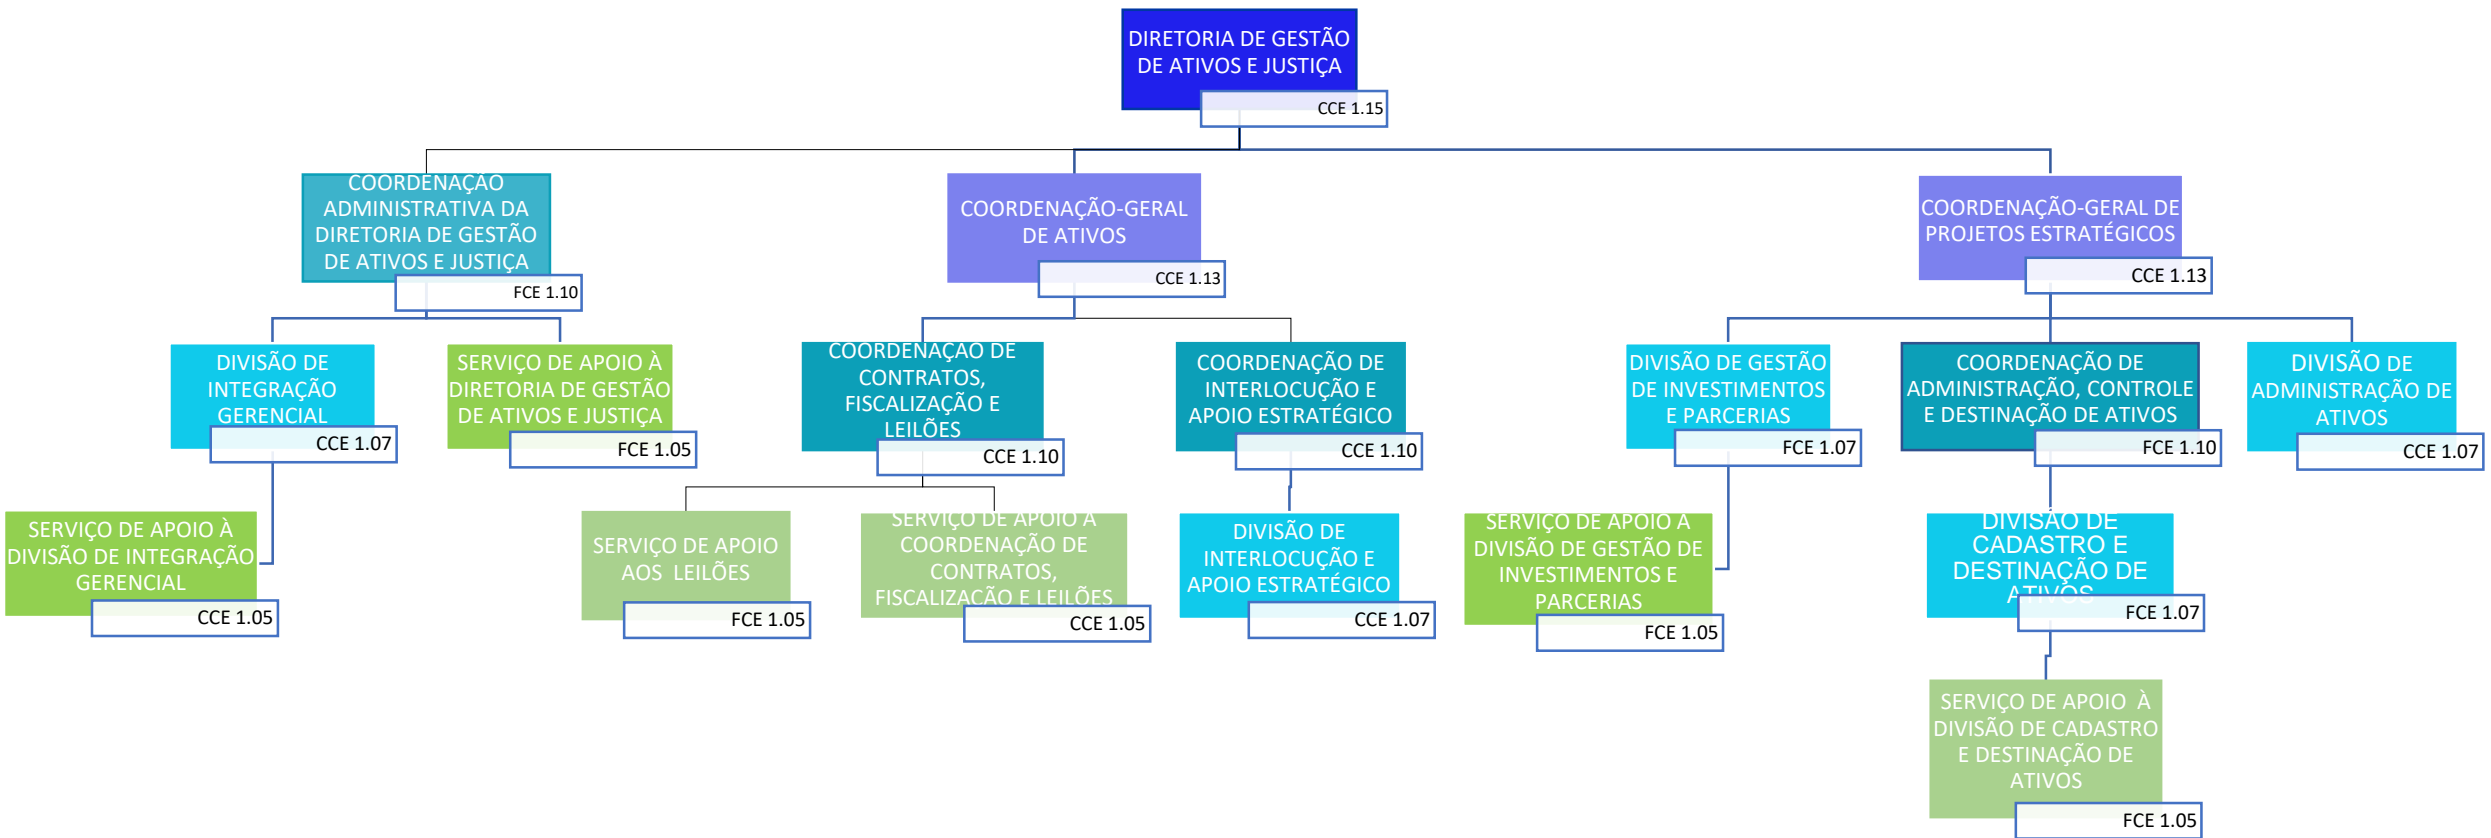 DIRETORIA DE GESTÃO
DE ATIVOS E JUSTIÇA
CCE 1.15
COORDENAÇÃO
ADMINISTRATIVA DA
DIRETORIA DE GESTÃO
DE ATIVOS E JUSTIÇA
FCE 1.10
COORDENAÇÃO-GERAL
DE ATIVOS
CCE 1.13
COORDENAÇÃO-GERAL DE
PROJETOS ESTRATÉGICOS
CCE 1.13
DIVISÃO DE
INTEGRAÇÃO
GERENCIAL
CCE 1.07
SERVIÇO DE APOIO À
DIRETORIA DE GESTÃO
DE ATIVOS E JUSTIÇA
FCE 1.05
COORDENAÇÃO DE
CONTRATOS,
FISCALIZAÇÃO E
LEILÕES
CCE 1.10
COORDENAÇÃO DE
INTERLOCUÇÃO E
APOIO ESTRATÉGICO
CCE 1.10
DIVISÃO DE GESTÃO
DE INVESTIMENTOS
E PARCERIAS
FCE 1.07
COORDENAÇÃO DE
ADMINISTRAÇÃO, CONTROLE
E DESTINAÇÃO DE ATIVOS
FCE 1.10
DIVISÃO DE
ADMINISTRAÇÃO DE
ATIVOS
CCE 1.07
SERVIÇO DE APOIO À
DIVISÃO DE INTEGRAÇÃO
GERENCIAL
CCE 1.05
SERVIÇO DE APOIO
AOS LEILÕES
FCE 1.05
SERVIÇO DE APOIO À
COORDENAÇÃO DE
CONTRATOS,
FISCALIZAÇÃO E LEILÕES
CCE 1.05
DIVISÃO DE
INTERLOCUÇÃO E
APOIO ESTRATÉGICO
CCE 1.07
SERVIÇO DE APOIO À
DIVISÃO DE GESTÃO DE
INVESTIMENTOS E
PARCERIAS
FCE 1.05
DIVISÃO DE
CADASTRO E
DESTINAÇÃO DE
ATIVOS
FCE 1.07
SERVIÇO DE APOIO À
DIVISÃO DE CADASTRO
E DESTINAÇÃO DE
ATIVOS
FCE 1.05